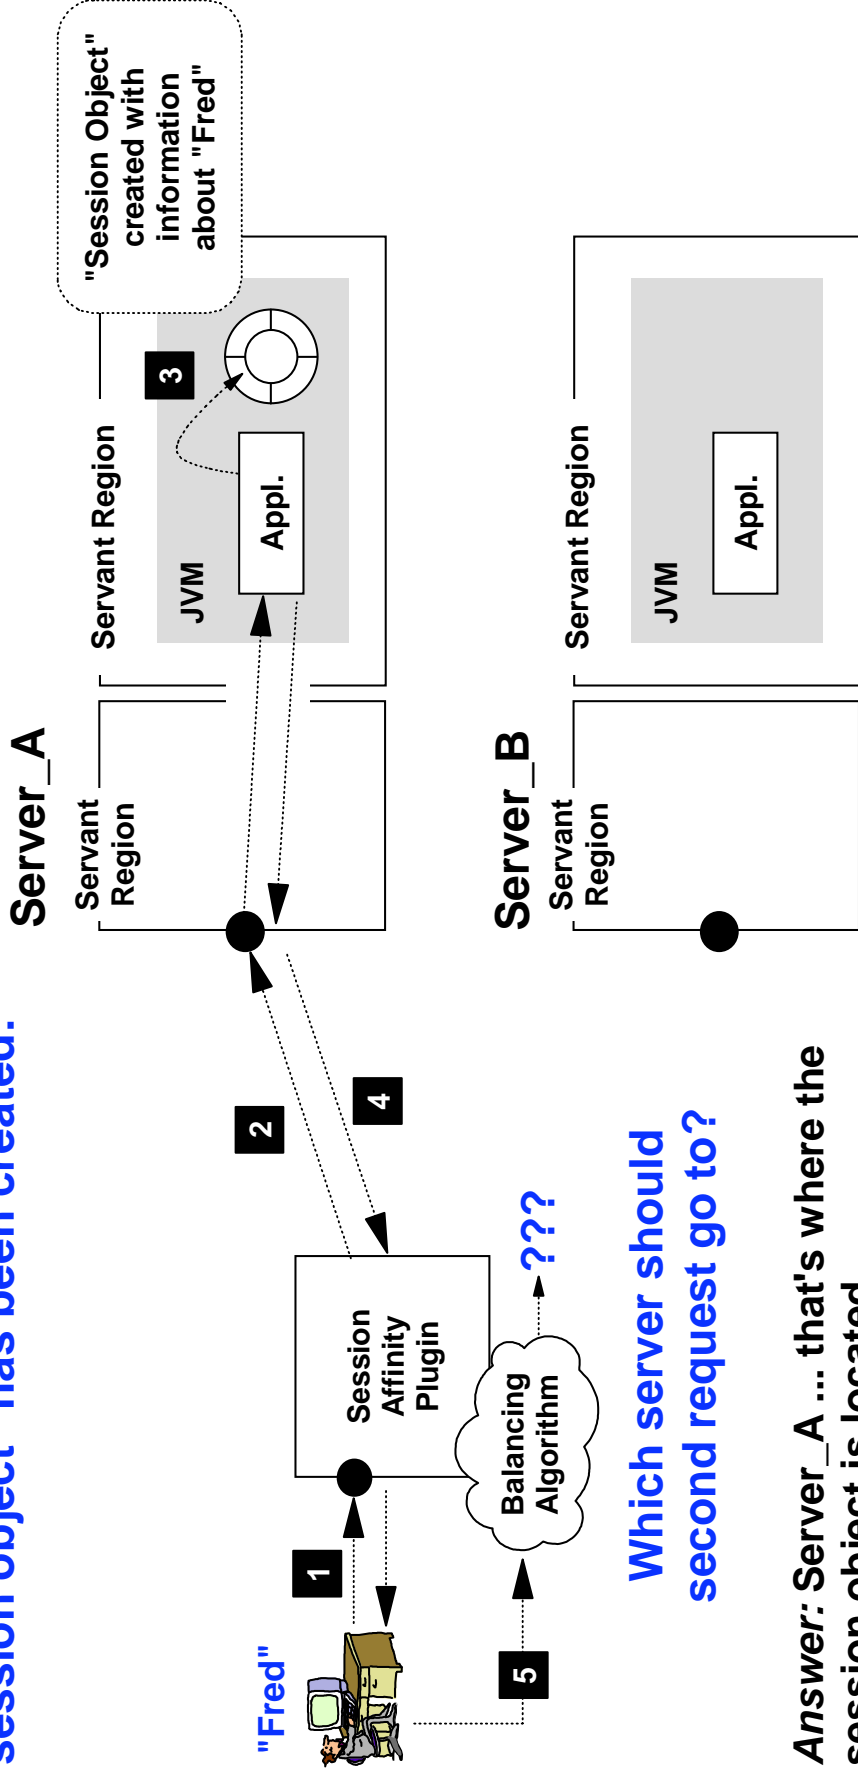 session object" has been created.
"Session Object"
created with
information
about "Fred"
Server_A
Servant
Region
Servant Region
JVM
3
Appl.
2
4
"Fred"
1
Session
Affinity
Plugin
Balancing
Algorithm
???
5
Server_B
Servant
Region
Servant Region
JVM
Appl.
Which server should
second request go to?
Answer: Server_A ... that's where the
session object is located